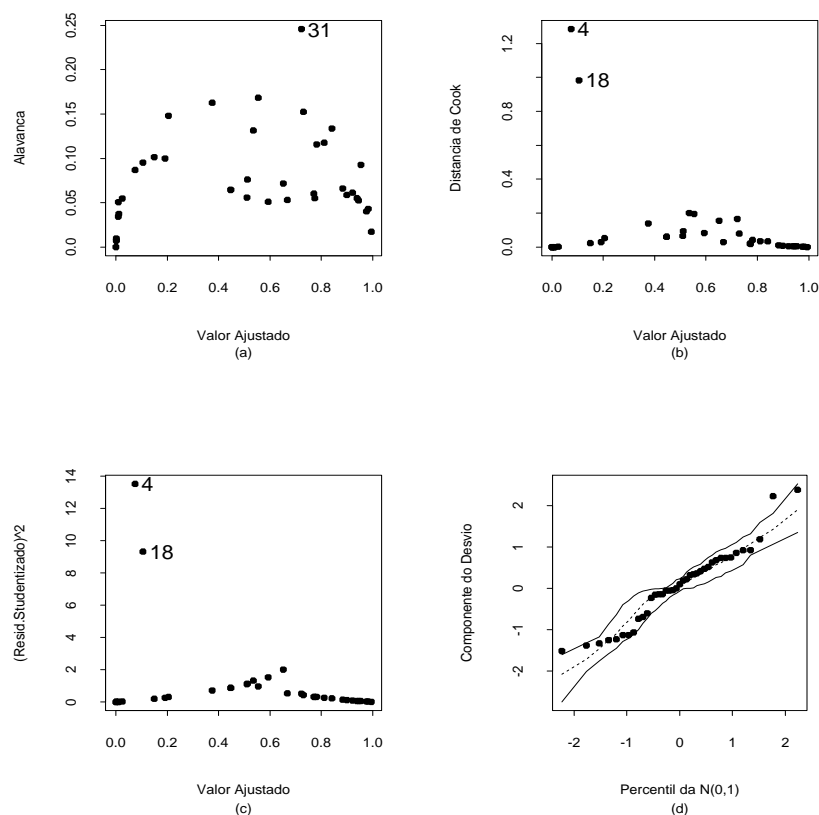 31
Alavanca
0.00 0.05 0.10 0.15 0.20 0.25
0.0 0.2 0.4 0.6 0.8 1.0
Valor Ajustado
(a)
4
18
Distancia de Cook
0.0 0.4 0.8 1.2
0.0 0.2 0.4 0.6 0.8 1.0
Valor Ajustado
(b)
4
18
(Resid.Studentizado)^2
0 2 4 6 8 10 12 14
0.0 0.2 0.4 0.6 0.8 1.0
Valor Ajustado
(c)
Componente do Desvio
-2 -1 0 1 2
-2 -1 0 1 2
Percentil da N(0,1)
(d)